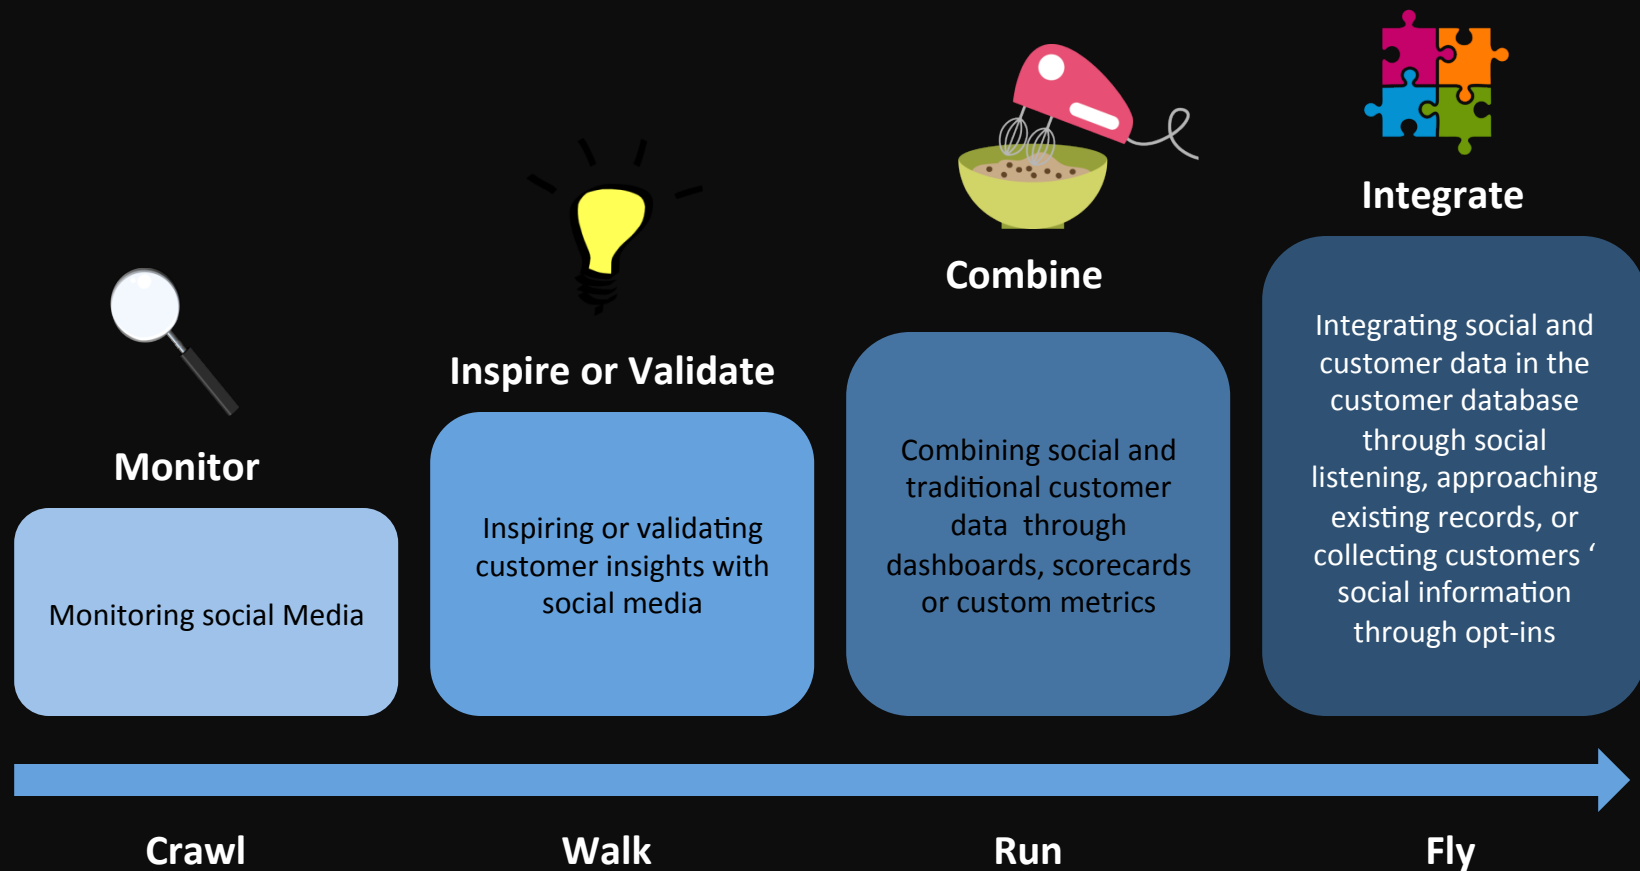 Monitor
Monitoring social Media
Inspire or Validate
Inspiring or validating
customer insights with
social media
Combine
Combining social and
traditional customer
data  through
dashboards, scorecards
or custom metrics
Integrate
Integrating social and
customer data in the
customer database
through social
listening, approaching
existing records, or
collecting customers ‘
social information
through opt-ins
Crawl
Walk
Run
Fly